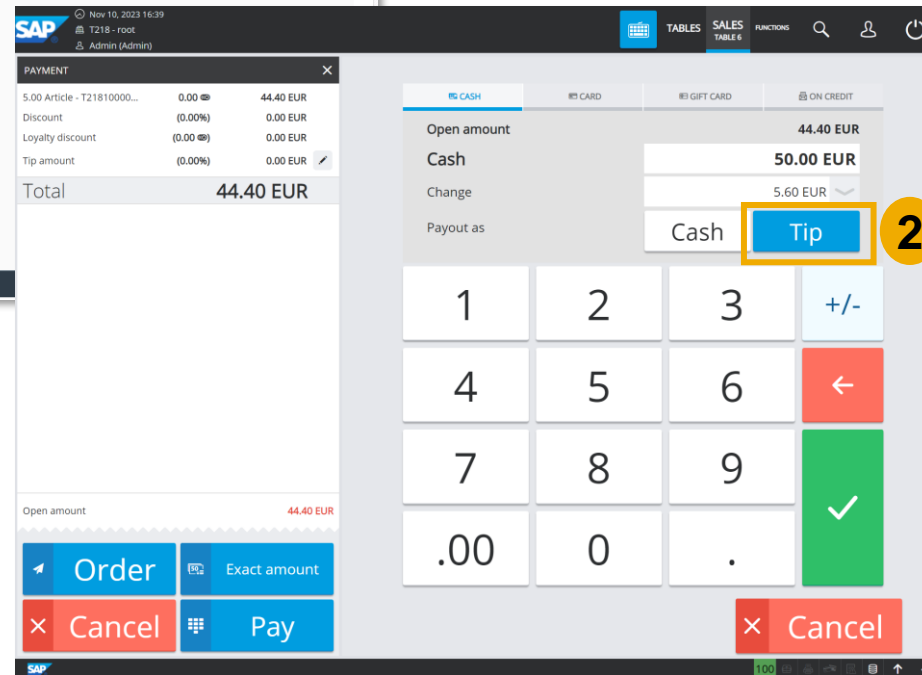 SAP
Nov 10, 2023 16:39
T218 - root
Admin (Admin)
TABLES
SALES
TABLE 6
FUNCTIONS
PAYMENT
5.00 Article - T21810000... 0.00 44.40 EUR
Discount (0.00%) 0.00 EUR
Loyalty discount (0.00 ) 0.00 EUR
Tip amount (0.00%) 0.00 EUR
Total 44.40 EUR
Open amount 44.40 EUR
Order
Exact amount
Cancel
Pay
CASH
CARD
GIFT CARD
ON CREDIT
Open amount 44.40 EUR
Cash 50.00 EUR
Change 5.60 EUR
Payout as Cash Tip
2
1 2 3 +/-
4 5 6
7 8 9
.00 0 .
Cancel
SAP
100